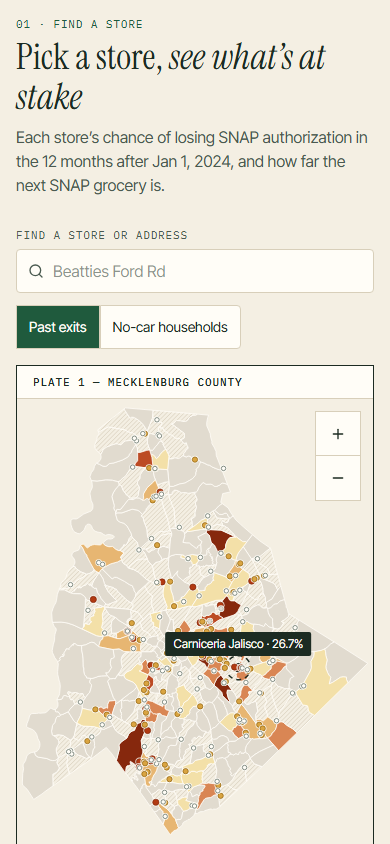 01 · FIND A STORE
Pick a store, see what’s at
stake
Each store’s chance of losing SNAP authorization in
the 12 months after Jan 1, 2024, and how far the
next SNAP grocery is.
FIND A STORE OR ADDRESS
Beatties Ford Rd
Past exits
No-car households
PLATE 1 — MECKLENBURG COUNTY
+
−
Carniceria Jalisco · 26.7%